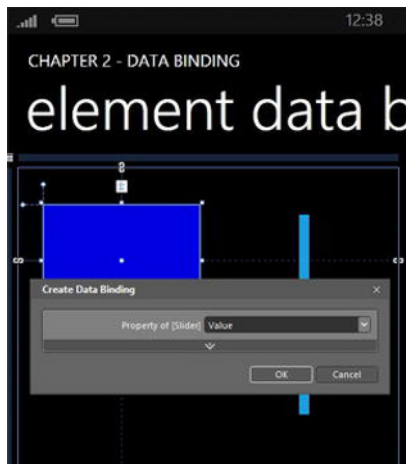 12:38
CHAPTER 2 - DATA BINDING
element data b
Create Data Binding
Property of [Slider] Value
OK Cancel